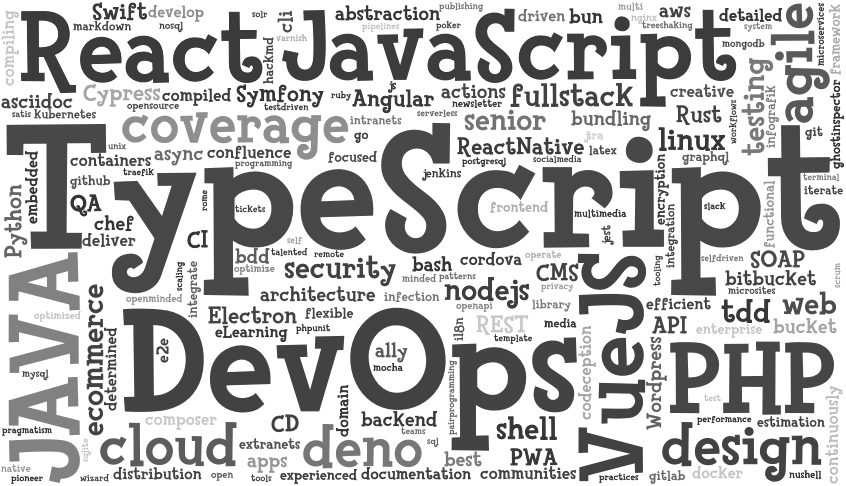 compiling
Swift
develop
markdown
nosql
React
solr
varnish
hackmd
cli
JavaScript
abstraction
pipelines
poker
publishing
driven
bun
multi
nginx
aws
treeshaking
detailed
system
mongodb
agile
microservices
framework
asciidoc
satis
Kubernetes
Cypress
opensource
compiled
Symfony
testdriven
ruby
js
Angular
actions
newsletter
fullstack
creative
Rust
workflows
testing
infografik
git
ghostinspector
coverage
intranets
go
serverless
senior
bundling
jira
linux
graphql
unix
containers
traefik
async
confluence
programming
focused
ReactNative
postgresql
socialmedia
latex
jenkins
TypeScript
github
Python
embedded
QA
chef
deliver
rome
tickets
CI
frontend
multimedia
jest
encryption
integration
slack
functional
terminal
iterate
bdd
optimize
self
talented
remote
security
bash
minded
patterns
cordova
operate
CMS
privacy
tooling
selfdriven
SOAP
bitbucket
microsites
scrum
openminded
scaling
integrate
architecture
infection
nodejs
openapi
library
efficient
tdd
web
JAVA
optimized
mysql
ecommerce
determined
Electron
flexible
eLearning
phpunit
i18n
REST
template
media
VueJS
API
enterprise
bucket
DevOps
e2e
ally
mocha
pairprogramming
codeception
Wordpress
PHP
test
performance
estimation
continuously
pragmatism
composer
CD
domain
backend
teams
sql
shell
cloud
extranets
deno
best
PWA
design
sqlite
native
pioneer
wizard
distribution
open
apps
tools
experienced
documentation
communities
practices
gitlab
docker
nushell